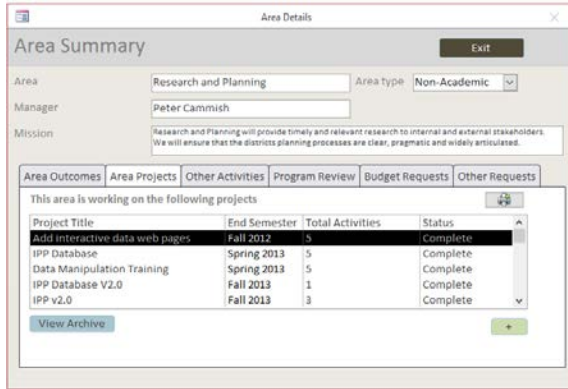 Area Details
Area Summary
Exit
Area Research and Planning Area type Non-Academic
Manager Peter Cammish
Mission Research and Planning will provide timely and relevant research to internal and external stakeholders.
We will ensure that the districts planning processes are clear, pragmatic and widely articulated.
Area Outcomes Area Projects Other Activities Program Review Budget Requests Other Requests
This area is working on the following projects
Project Title End Semester Total Activities Status
Add interactive data web pages Fall 2012 5 Complete
IPP Database Spring 2013 5 Complete
Data Manipulation Training Spring 2013 5 Complete
IPP Database V2.0 Fall 2013 1 Complete
IPP v2.0 Fall 2013 3 Complete
View Archive +